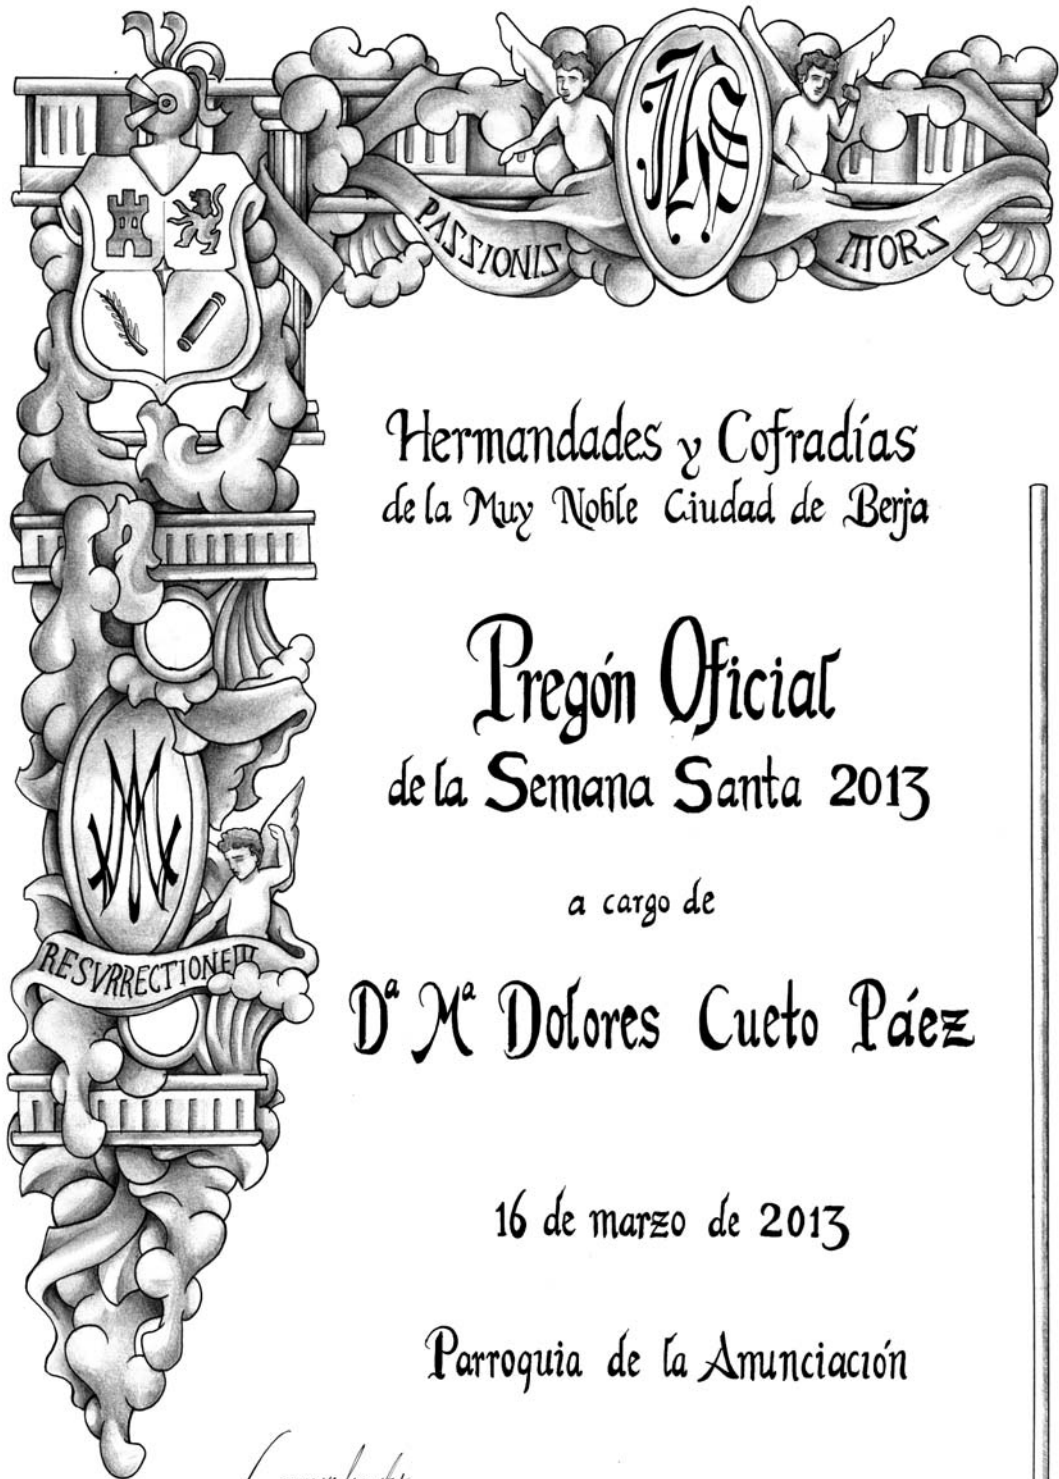 PASSIONIS
JHS
MORS
Hermandades y Cofradías
de la Muy Noble Ciudad de Berja
Pregón Oficial
de la Semana Santa 2013
a cargo de
RESVRRECTIONEM
Dª Mª Dolores Cueto Páez
16 de marzo de 2013
Parroquia de la Anunciación